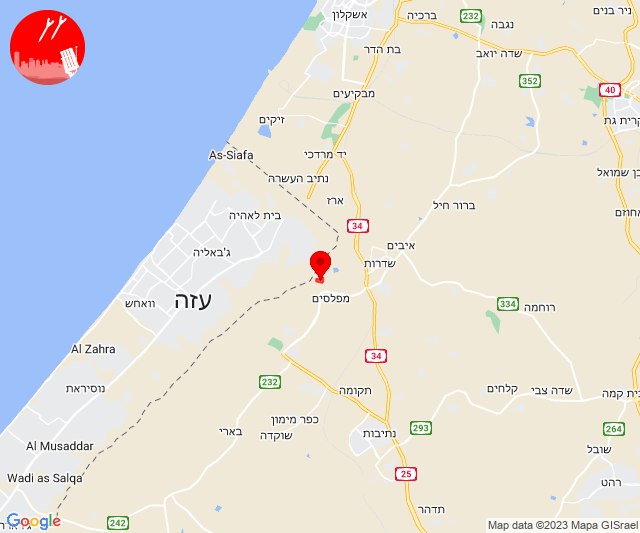 ניר בנים
אשקלון
ברכיה
232
נגבה
בת הדר
שדה יואב
מבקיעים
352
40
קרית גת
זיקים
As-Siafa
יד מרדכי
נתיב העשרה
שמואל
ארז
ברור חיל
אחוזם
בית לאהיה
34
ג'באליה
איבים
שדרות
עזה
וואחש
מפלסים
334
רוחמה
Al Zahra
34
נוסיראת
232
תקומה
קלחים
שדה צבי
בית קמה
כפר מימון
שוקדה
בארי
נתיבות
293
264
Al Musaddar
שובל
Wadi as Salqa
25
רהט
תדהר
242
Google
Map data ©2023 Mapa GISrael